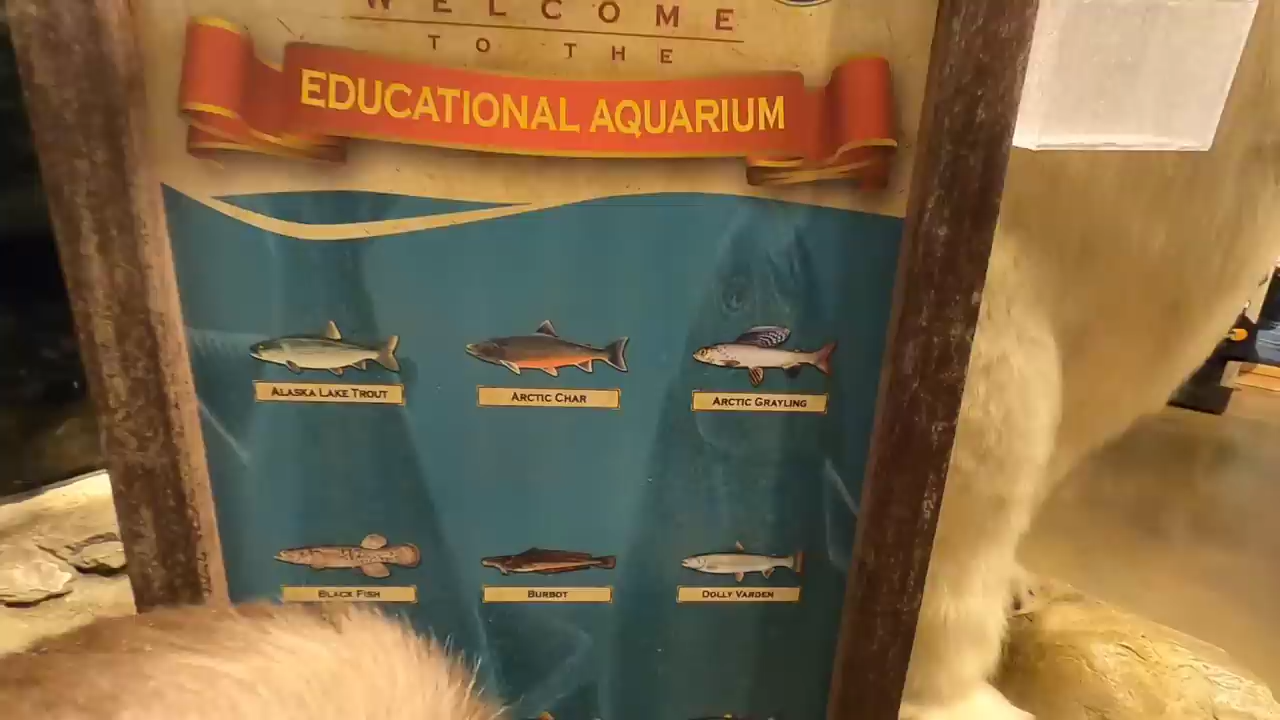 WELCOME
TO THE
EDUCATIONAL AQUARIUM
ALASKA LAKE TROUT
ARCTIC CHAR
ARCTIC GRAYLING
BLACK FISH
BURBOT
DOLLY VARDEN